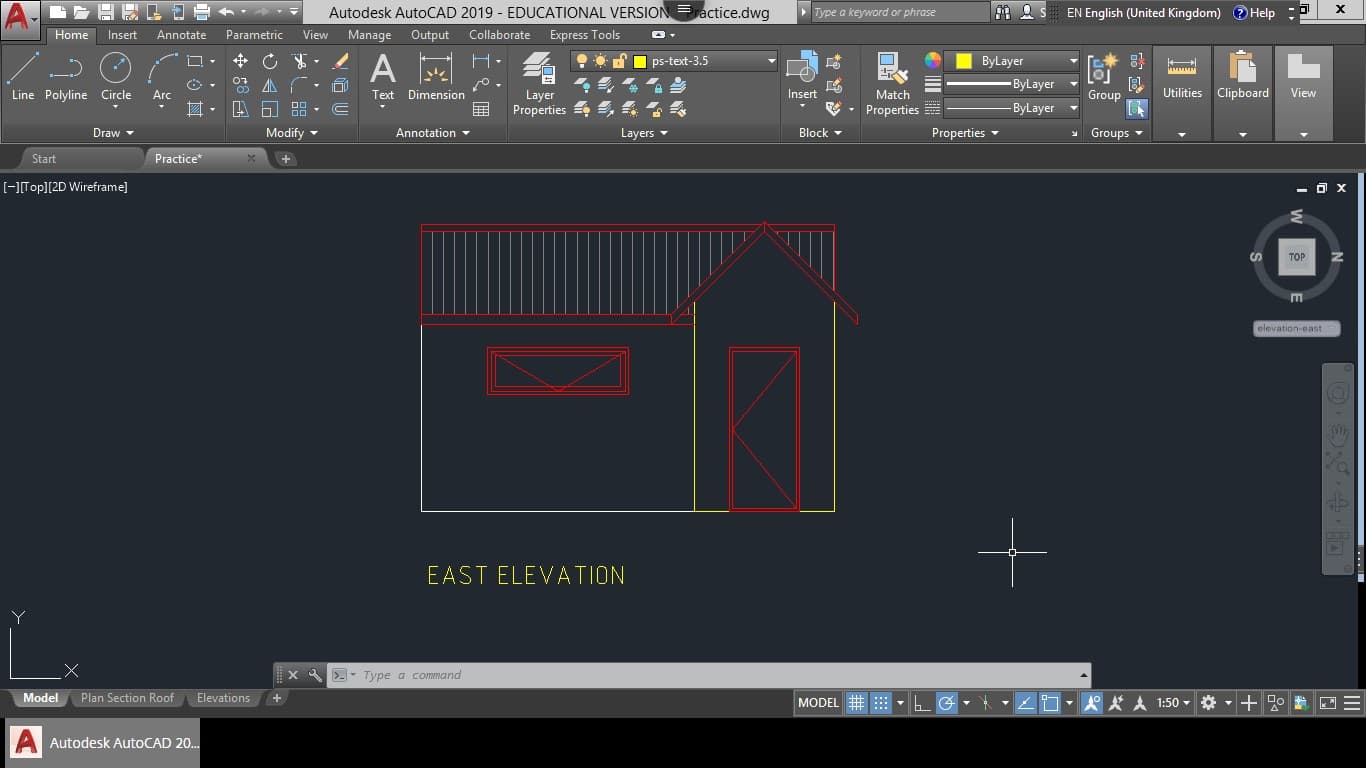 Autodesk AutoCAD 2019 - EDUCATIONAL VERSION
Practice.dwg
Type a keyword or phrase
S
EN English (United Kingdom)
Help
Home Insert Annotate Parametric View Manage Output Collaborate Express Tools
Line Polyline Circle Arc
Draw
Modify
Text Dimension
Annotation
Layer Properties
ps-text-3.5
Layers
Insert
Block
Match Properties
ByLayer
ByLayer
ByLayer
Properties
Group
Groups
Utilities
Clipboard
View
Start
Practice*
[−][Top][2D Wireframe]
W
S TOP N
E
elevation-east
EAST ELEVATION
Y
X
Type a command
Model Plan Section Roof Elevations
MODEL
1:50
A Autodesk AutoCAD 20...